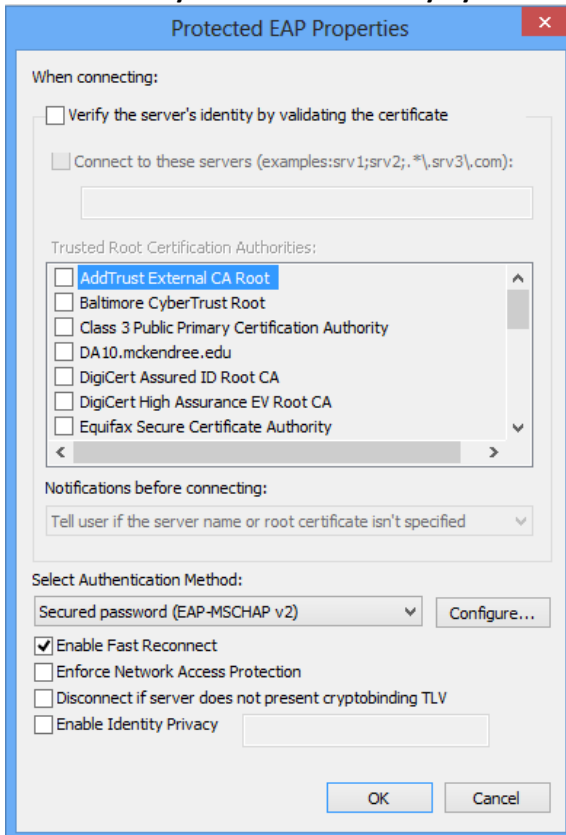 Protected EAP Properties
When connecting:
Verify the server's identity by validating the certificate
Connect to these servers (examples:srv1;srv2;.*\.srv3\.com):
Trusted Root Certification Authorities:
AddTrust External CA Root
Baltimore CyberTrust Root
Class 3 Public Primary Certification Authority
DA10.mckendree.edu
DigiCert Assured ID Root CA
DigiCert High Assurance EV Root CA
Equifax Secure Certificate Authority
Notifications before connecting:
Tell user if the server name or root certificate isn't specified
Select Authentication Method:
Secured password (EAP-MSCHAP v2) Configure...
Enable Fast Reconnect
Enforce Network Access Protection
Disconnect if server does not present cryptobinding TLV
Enable Identity Privacy
OK Cancel